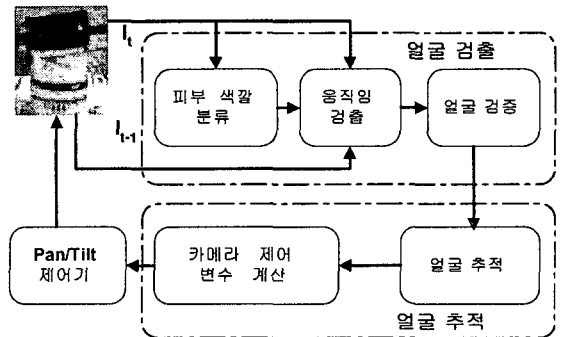 I_t
얼굴 검출
피부 색깔
분류
움직임
검출
얼굴 검증
I_t-1
Pan/Tilt
제어기
카메라 제어
변수 계산
얼굴 추적
얼굴 추적